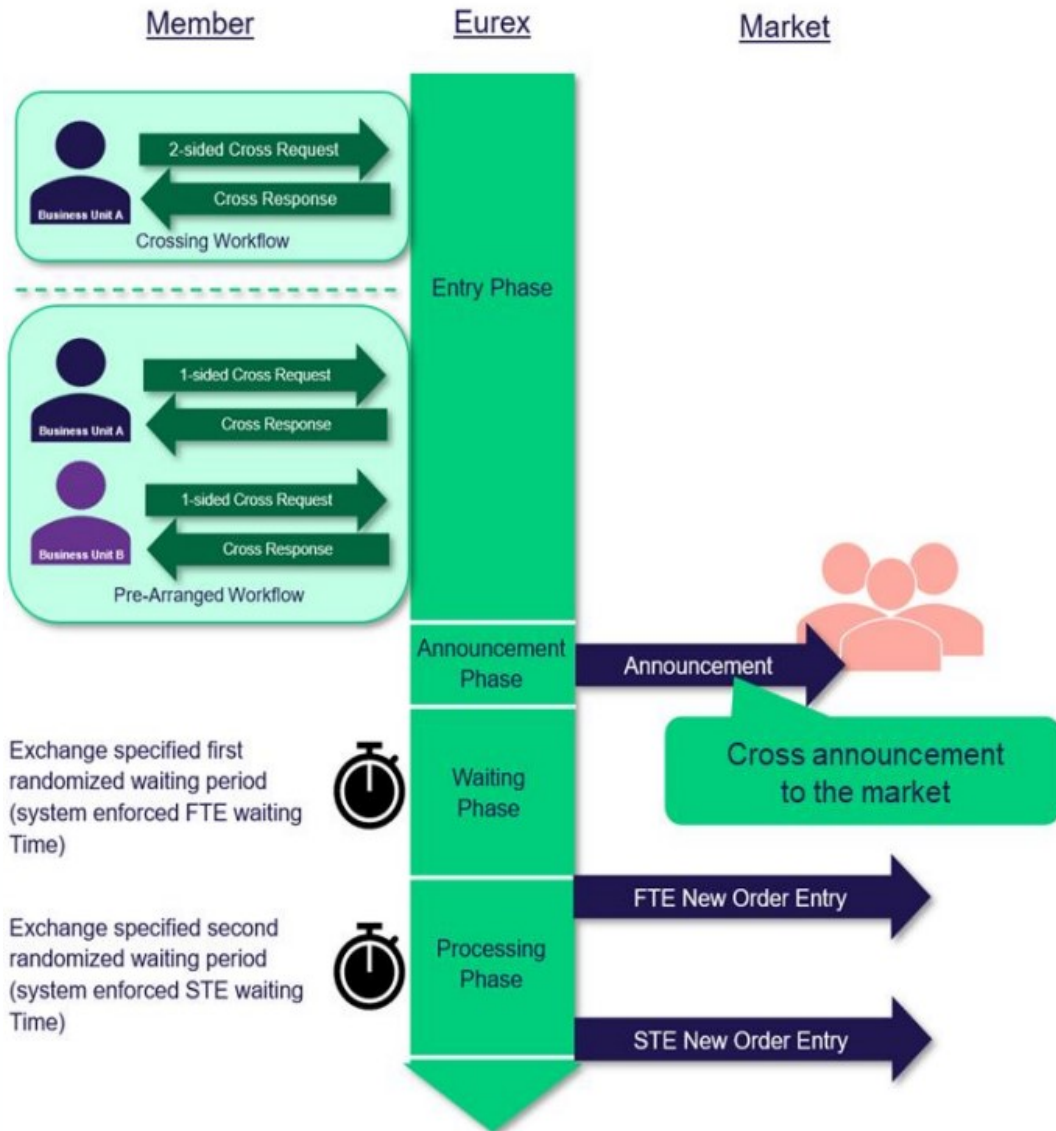 Member
Eurex
Market
2-sided Cross Request
Cross Response
Business Unit A
Crossing Workflow
Entry Phase
1-sided Cross Request
Cross Response
Business Unit A
1-sided Cross Request
Cross Response
Business Unit B
Pre-Arranged Workflow
Announcement
Phase
Announcement
Cross announcement
to the market
Exchange specified first
randomized waiting period
(system enforced FTE waiting
Time)
Waiting
Phase
FTE New Order Entry
Exchange specified second
randomized waiting period
(system enforced STE waiting
Time)
Processing
Phase
STE New Order Entry